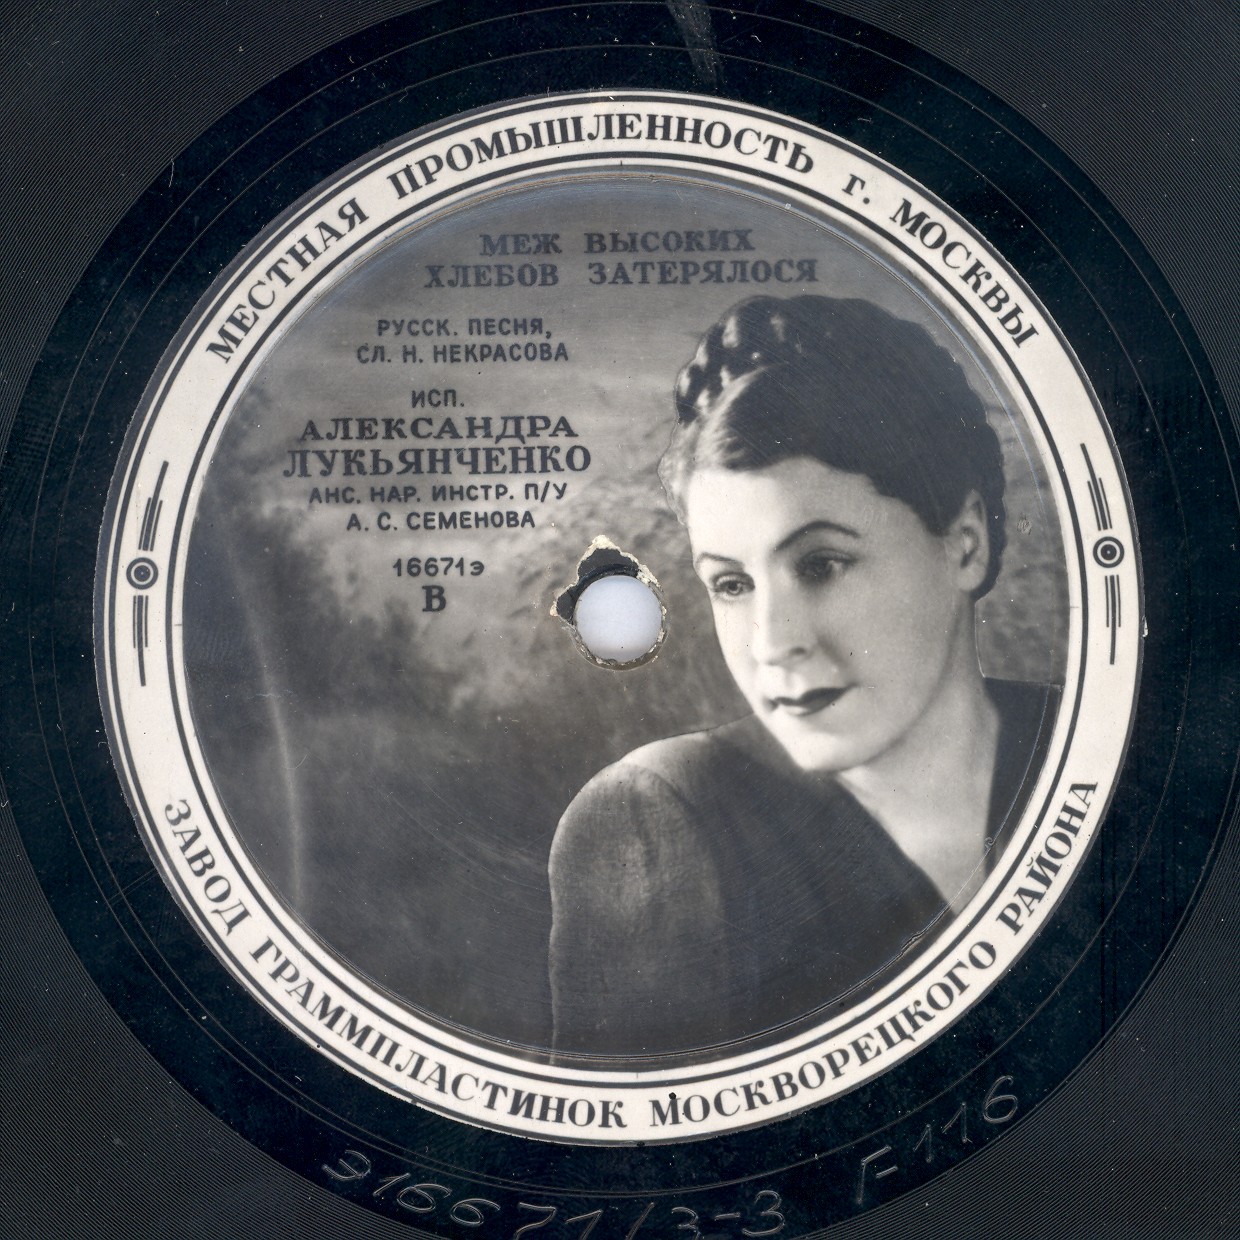 МЕСТНАЯ ПРОМЫШЛЕННОСТЬ г. МОСКВЫ
МЕЖ ВЫСОКИХ
ХЛЕБОВ ЗАТЕРЯЛОСЯ
РУССК. ПЕСНЯ,
СЛ. Н. НЕКРАСОВА
ИСП.
АЛЕКСАНДРА
ЛУКЬЯНЧЕНКО
АНС. НАР. ИНСТР. П/У
А. С. СЕМЕНОВА
16671э
В
ЗАВОД ГРАММПЛАСТИНОК МОСКВОРЕЦКОГО РАЙОНА
Э16671/3-3 F-116